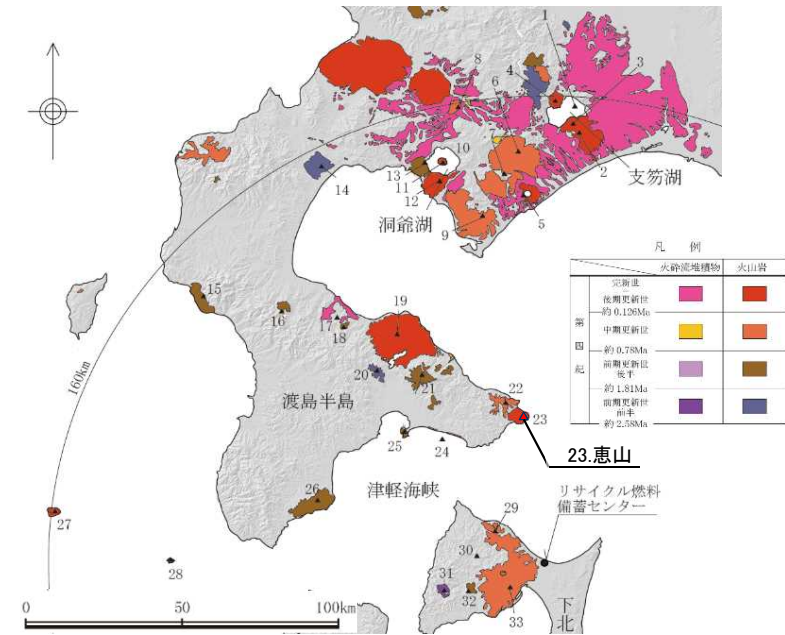 1
8
6
4
3
10
13
11
12
14
2
支笏湖
洞爺湖
9
5
凡 例
火砕流堆積物
火山岩
第四紀
完新世
～
後期更新世
約 0.126Ma
中期更新世
約 0.78Ma
前期更新世
後半
約 1.81Ma
前期更新世
前半
約 2.58Ma
15
16
17
18
19
160km
20
21
渡島半島
22
23
25
24
23.恵山
津軽海峡
26
リサイクル燃料
備蓄センター
27
28
29
30
31
32
33
下北
0
50
100km